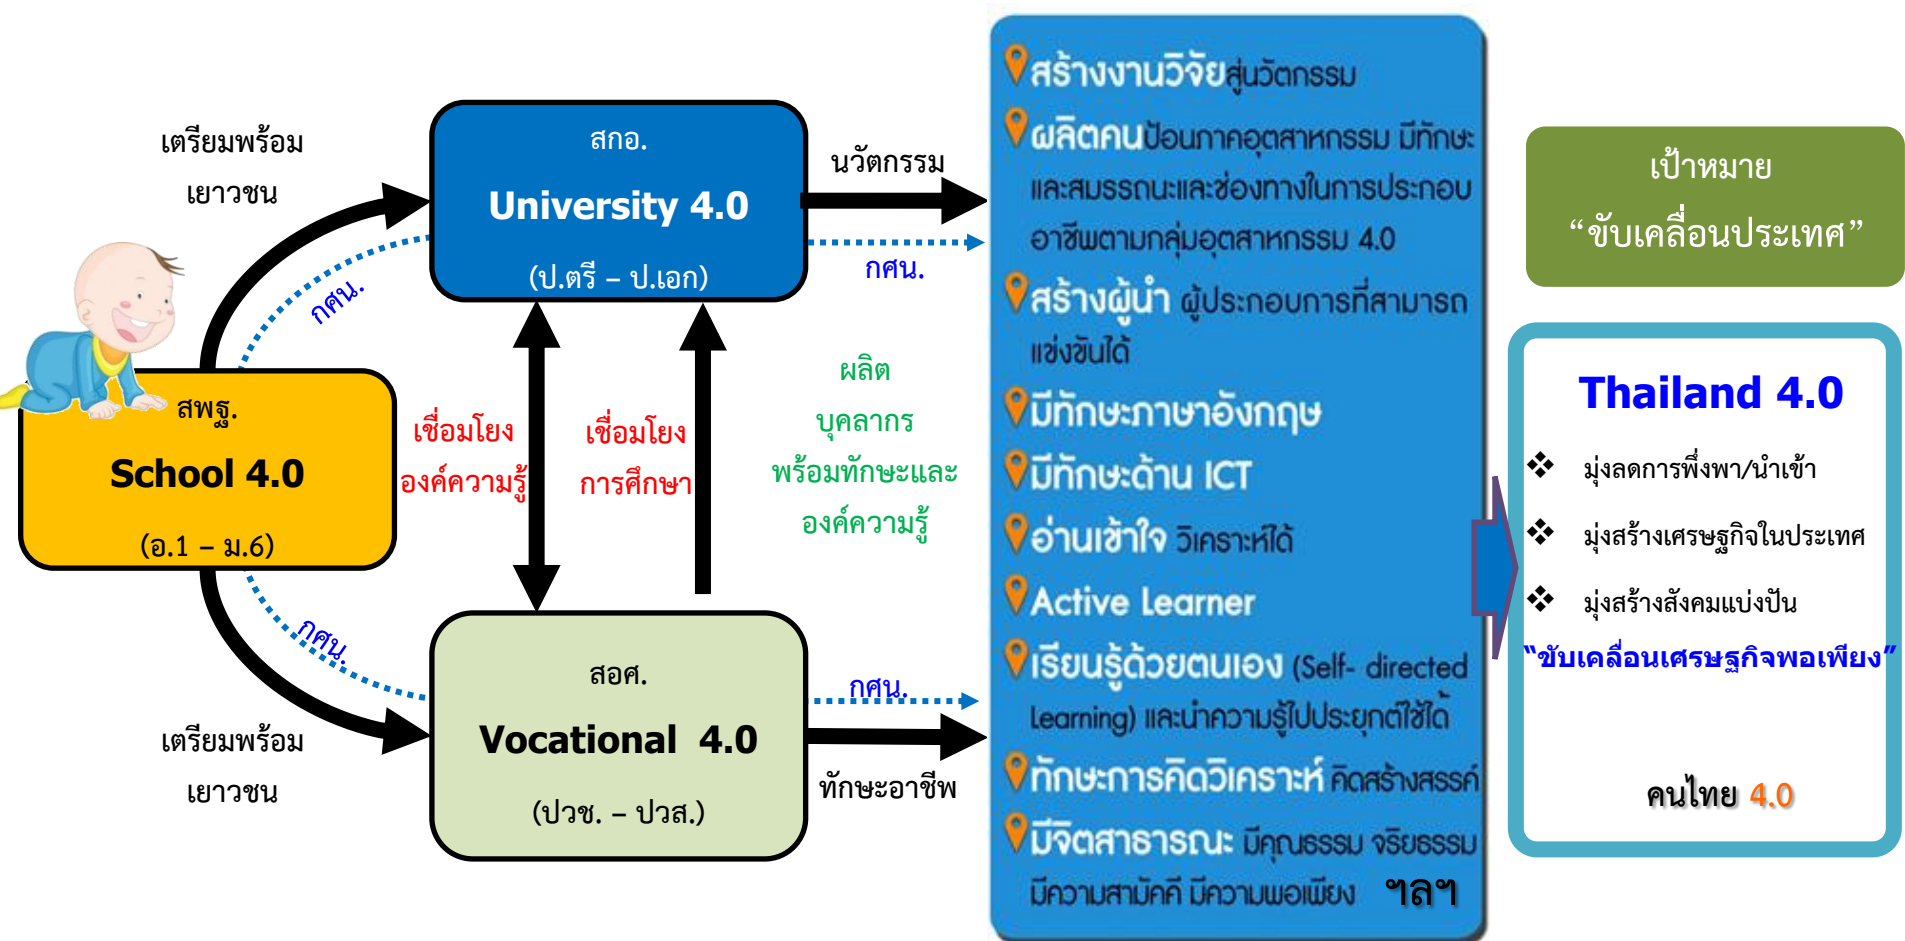 เตรียมพร้อม
เยาวชน
กศน.
สพฐ.
School 4.0
(อ.1 – ม.6)
กศน.
เตรียมพร้อม
เยาวชน
สกอ.
University 4.0
(ป.ตรี – ป.เอก)
เชื่อมโยง
องค์ความรู้
เชื่อมโยง
การศึกษา
สอศ.
Vocational 4.0
(ปวช. – ปวส.)
นวัตกรรม
กศน.
ผลิต
บุคลากร
พร้อมทักษะและ
องค์ความรู้
กศน.
ทักษะอาชีพ
สร้างงานวิจัยสู่นวัตกรรม
ผลิตคนป้อนภาคอุตสาหกรรม มีทักษะ
และสมรรถนะและช่องทางในการประกอบ
อาชีพตามกลุ่มอุตสาหกรรม 4.0
สร้างผู้นำ ผู้ประกอบการที่สามารถ
แข่งขันได้
มีทักษะภาษาอังกฤษ
มีทักษะด้าน ICT
อ่านเข้าใจ วิเคราะห์ได้
Active Learner
เรียนรู้ด้วยตนเอง (Self- directed
Learning) และนำความรู้ไปประยุกต์ใช้ได้
ทักษะการคิดวิเคราะห์ คิดสร้างสรรค์
มีจิตสาธารณะ มีคุณธรรม จริยธรรม
มีความสามัคคี มีความพอเพียง ฯลฯ
เป้าหมาย
“ขับเคลื่อนประเทศ”
Thailand 4.0
❖ มุ่งลดการพึ่งพา/นำเข้า
❖ มุ่งสร้างเศรษฐกิจในประเทศ
❖ มุ่งสร้างสังคมแบ่งปัน
“ขับเคลื่อนเศรษฐกิจพอเพียง”
คนไทย 4.0